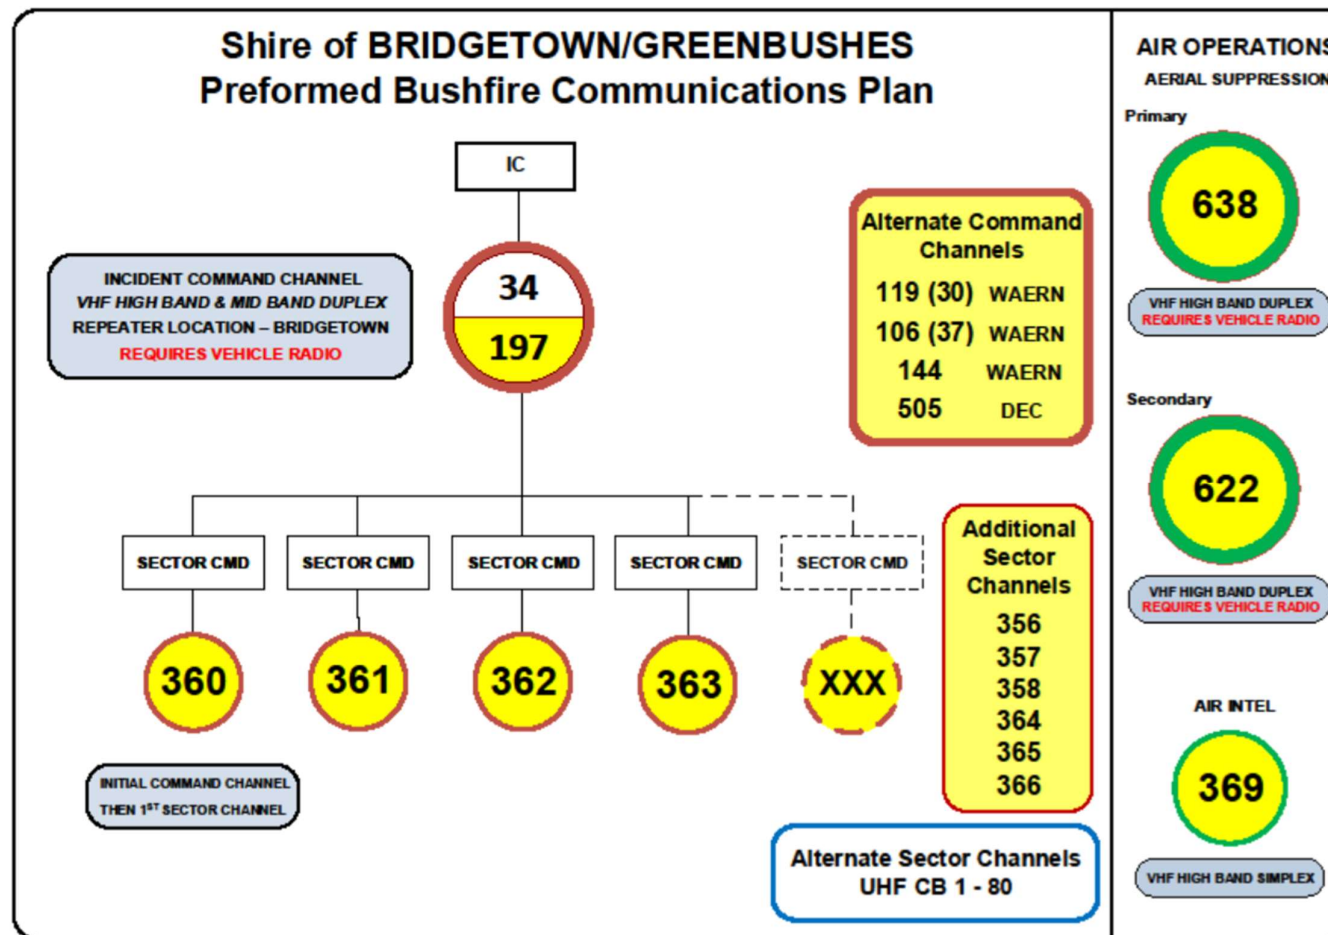 Shire of BRIDGETOWN/GREENBUSHES
Preformed Bushfire Communications Plan
IC
INCIDENT COMMAND CHANNEL
VHF HIGH BAND & MID BAND DUPLEX
REPEATER LOCATION – BRIDGETOWN
REQUIRES VEHICLE RADIO
34
197
Alternate Command
Channels
119 (30) WAERN
106 (37) WAERN
144 WAERN
505 DEC
SECTOR CMD
SECTOR CMD
SECTOR CMD
SECTOR CMD
SECTOR CMD
360
361
362
363
XXX
INITIAL COMMAND CHANNEL
THEN 1ST SECTOR CHANNEL
Additional
Sector
Channels
356
357
358
364
365
366
Alternate Sector Channels
UHF CB 1 - 80
AIR OPERATIONS
AERIAL SUPPRESSION
Primary
638
VHF HIGH BAND DUPLEX
REQUIRES VEHICLE RADIO
Secondary
622
VHF HIGH BAND DUPLEX
REQUIRES VEHICLE RADIO
AIR INTEL
369
VHF HIGH BAND SIMPLEX